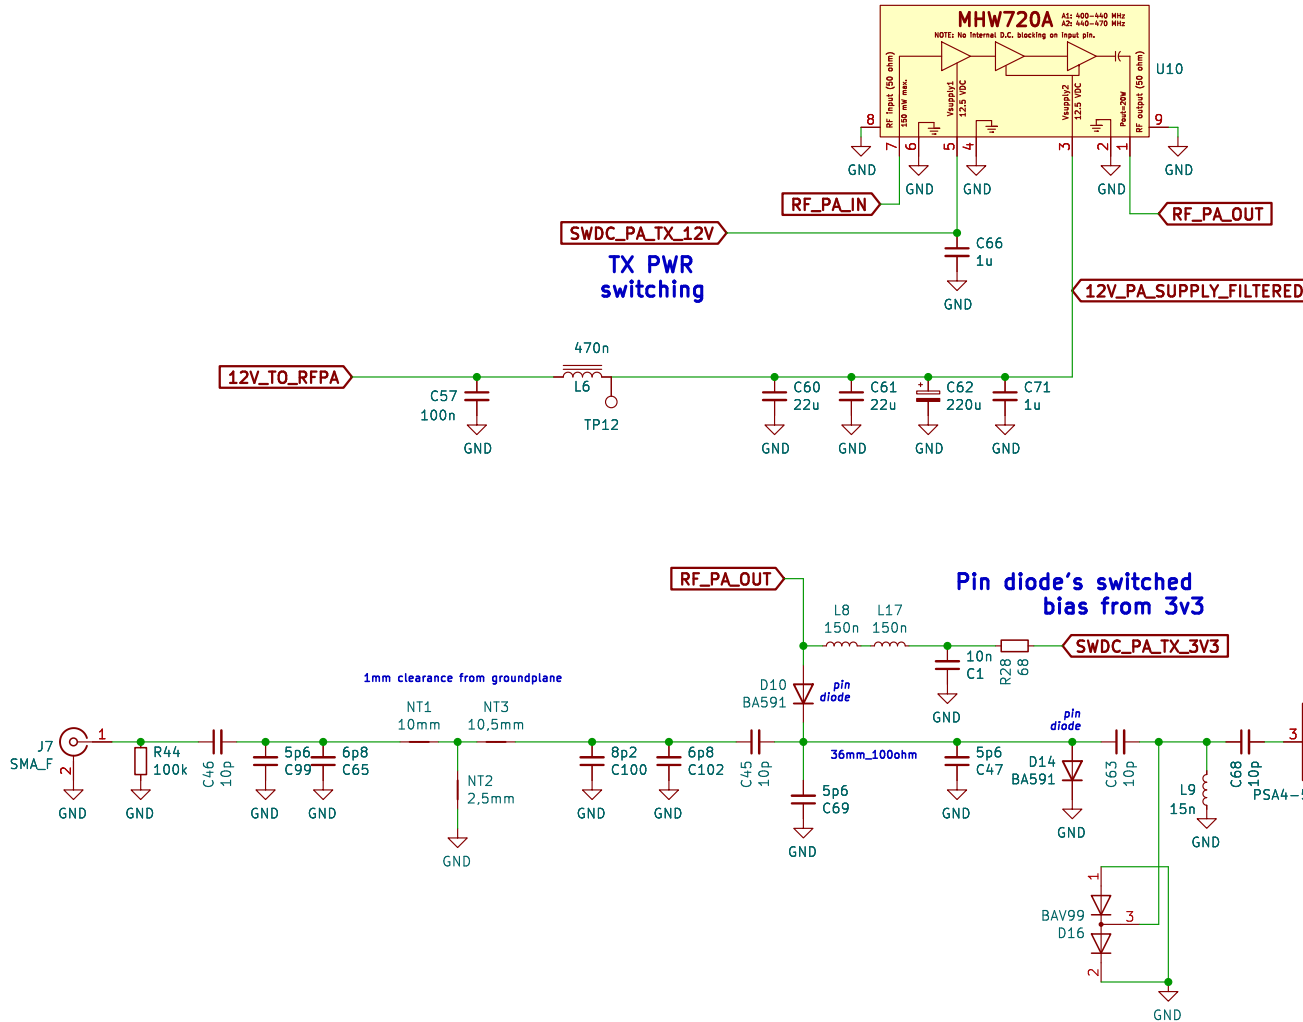 MHW720A
A1: 400-440 MHz
A2: 440-470 MHz
NOTE: No internal D.C. blocking on input pin.
RF input (50 ohm)
150 mW max.
Vsupply1
12.5 VDC
Vsupply2
12.5 VDC
Pout=20W
RF output (50 ohm)
U10
8
9
7
6
5
4
3
2
1
GND
GND
GND
GND
GND
RF_PA_IN
RF_PA_OUT
SWDC_PA_TX_12V
C66
1u
GND
TX PWR
switching
12V_PA_SUPPLY_FILTERED
470n
L6
12V_TO_RFPA
C57
100n
GND
TP12
C60
22u
GND
C61
22u
GND
+
C62
220u
GND
C71
1u
GND
RF_PA_OUT
Pin diode's switched
bias from 3v3
L8
150n
L17
150n
SWDC_PA_TX_3V3
10n
C1
GND
R28
68
1mm clearance from groundplane
D10
BA591
pin
diode
NT1
10mm
NT3
10,5mm
pin
diode
J7
SMA_F
1
2
GND
R44
100k
GND
C46
10p
5p6
C99
GND
6p8
C65
GND
NT2
2,5mm
GND
8p2
C100
GND
6p8
C102
GND
C45
10p
36mm_100ohm
5p6
C69
GND
5p6
C47
GND
D14
BA591
GND
C63
10p
L9
15n
GND
C68
10p
3
PSA4-5
1
BAV99
D16
3
2
GND